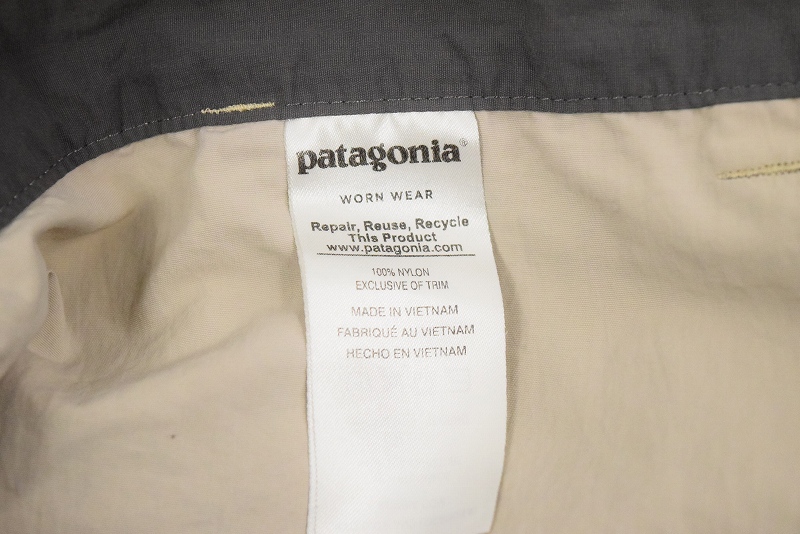 patagonia®
WORN WEAR
Repair, Reuse, Recycle
This Product
www.patagonia.com
100% NYLON
EXCLUSIVE OF TRIM
MADE IN VIETNAM
FABRIQUÉ AU VIETNAM
HECHO EN VIETNAM